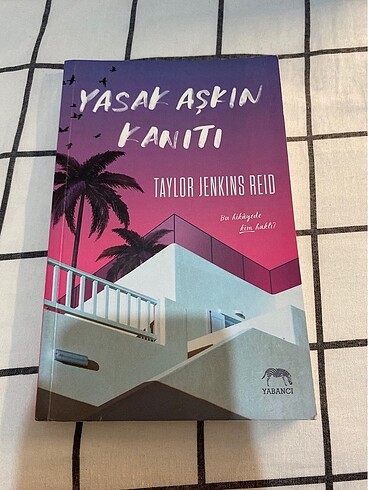 YASAK AŞKIN
KANITI
TAYLOR JENKINS REID
Bu hikâyede
kim haklı?
YABANCI